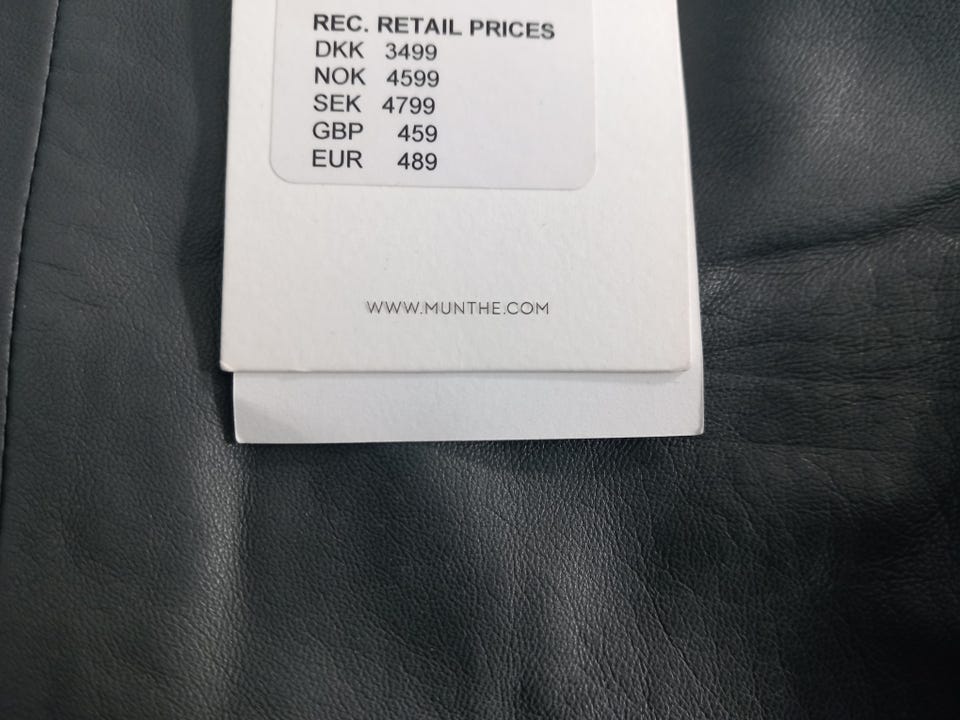 REC. RETAIL PRICES
DKK 3499
NOK 4599
SEK 4799
GBP 459
EUR 489
WWW.MUNTHE.COM